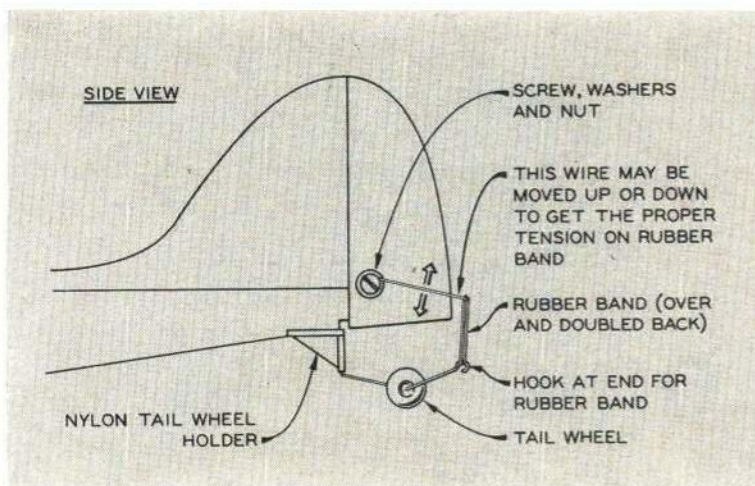 SIDE VIEW
SCREW, WASHERS
AND NUT
THIS WIRE MAY BE
MOVED UP OR DOWN
TO GET THE PROPER
TENSION ON RUBBER
BAND
RUBBER BAND (OVER
AND DOUBLED BACK)
HOOK AT END FOR
RUBBER BAND
TAIL WHEEL
NYLON TAIL WHEEL
HOLDER